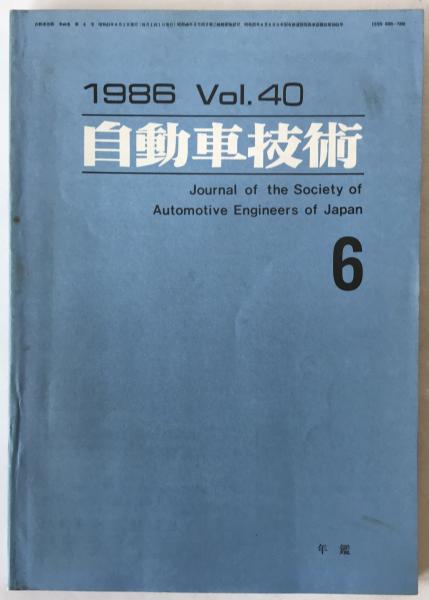 1986 Vol.40
自動車技術
Journal of the Society of
Automotive Engineers of Japan
6
年 鑑